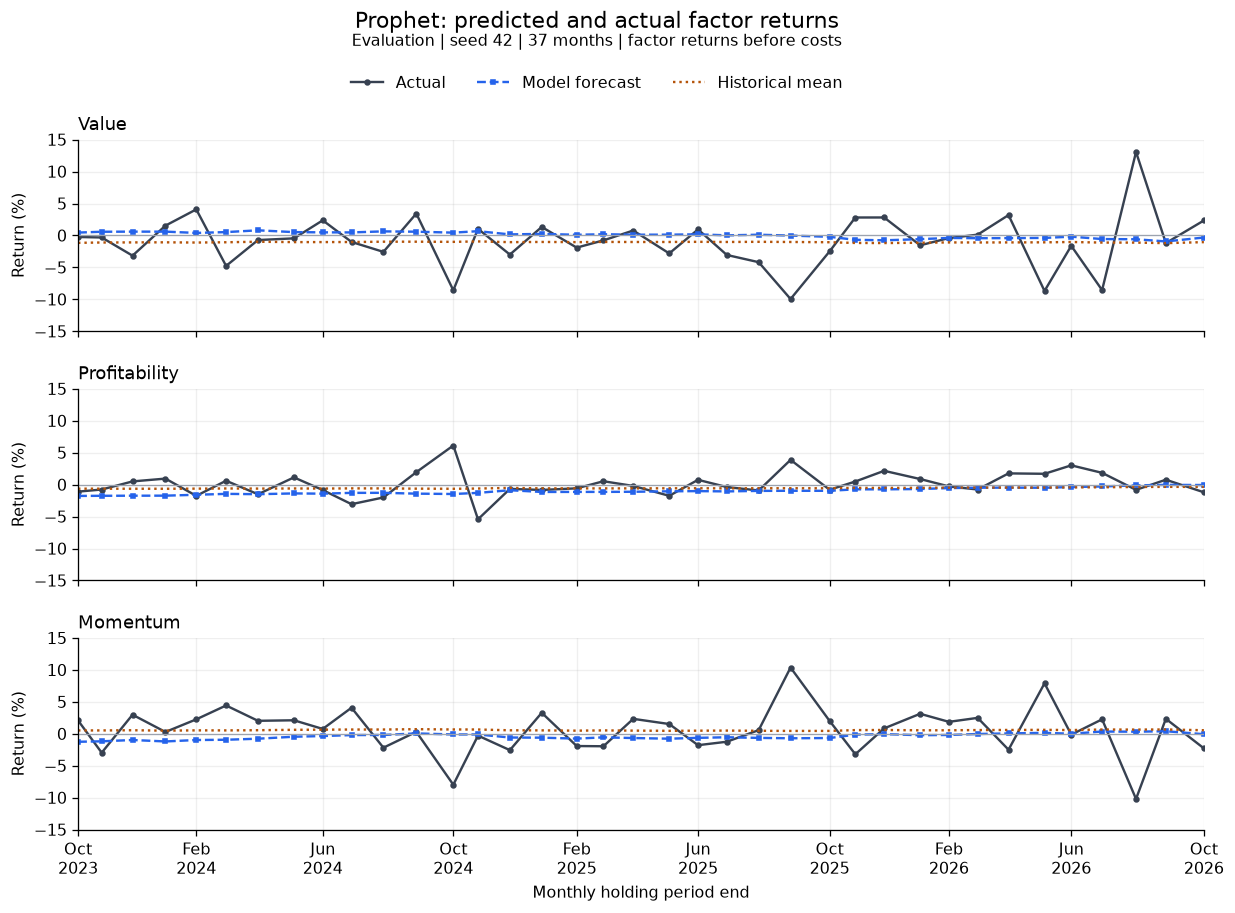 Prophet: predicted and actual factor returns
Evaluation | seed 42 | 37 months | factor returns before costs
Actual Model forecast Historical mean
Value
15
10
5
0
−5
−10
−15
Return (%)
Profitability
15
10
5
0
−5
−10
−15
Return (%)
Momentum
15
10
5
0
−5
−10
−15
Return (%)
Oct Feb Jun Oct Feb Jun Oct Feb Jun Oct
2023 2024 2024 2024 2025 2025 2025 2026 2026 2026
Monthly holding period end